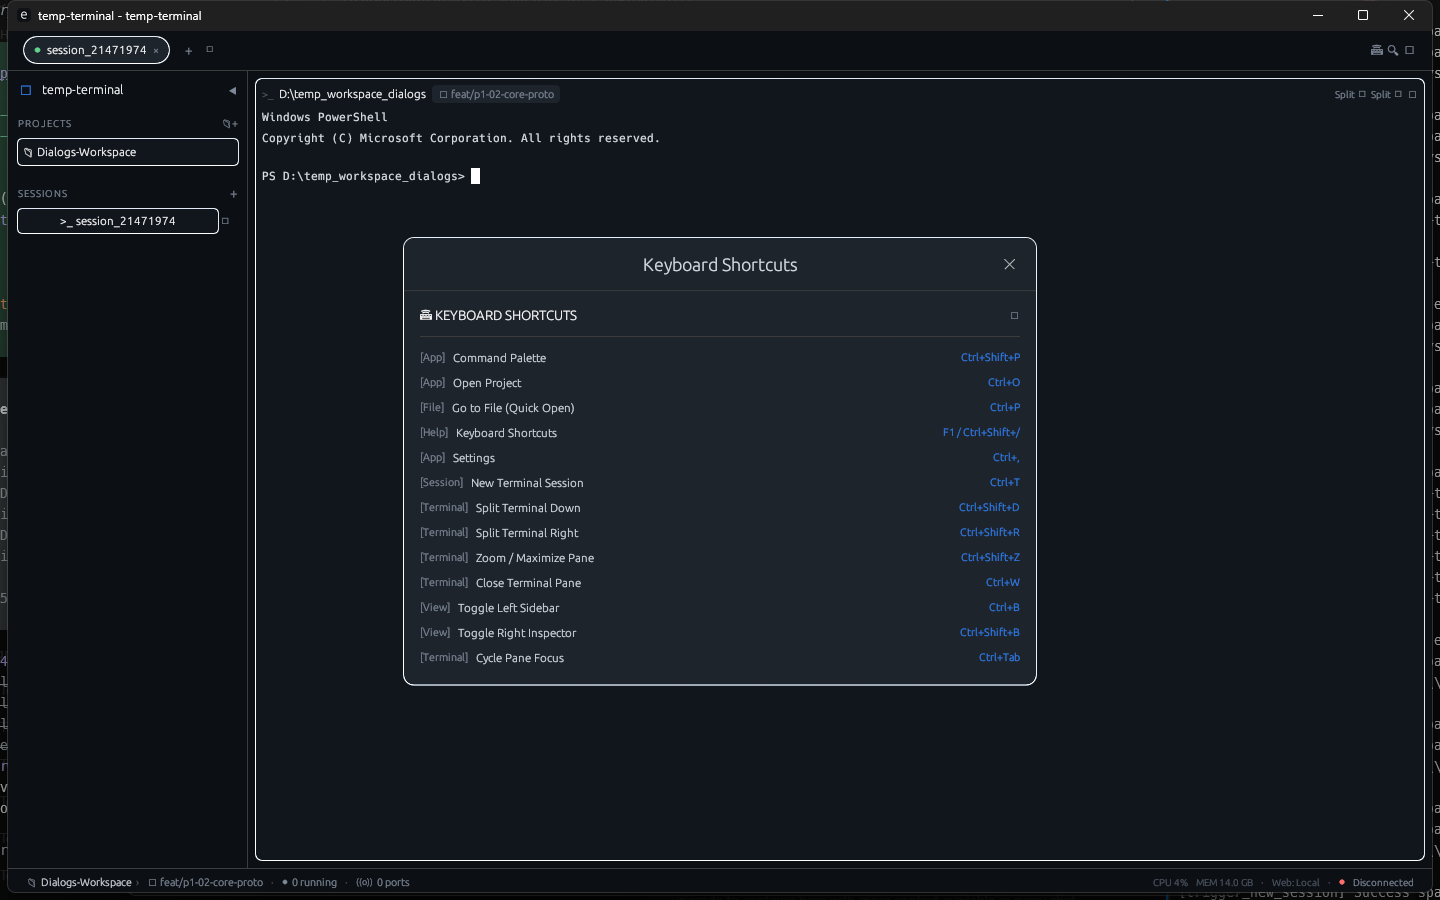 temp-terminal - temp-terminal
session_21471974
temp-terminal
PROJECTS
Dialogs-Workspace
SESSIONS
>_ session_21471974
>_ D:\temp_workspace_dialogs feat/p1-02-core-proto Split Split
Windows PowerShell
Copyright (C) Microsoft Corporation. All rights reserved.
PS D:\temp_workspace_dialogs>
Keyboard Shortcuts
KEYBOARD SHORTCUTS
[App] Command Palette Ctrl+Shift+P
[App] Open Project Ctrl+O
[File] Go to File (Quick Open) Ctrl+P
[Help] Keyboard Shortcuts F1 / Ctrl+Shift+/
[App] Settings Ctrl+,
[Session] New Terminal Session Ctrl+T
[Terminal] Split Terminal Down Ctrl+Shift+D
[Terminal] Split Terminal Right Ctrl+Shift+R
[Terminal] Zoom / Maximize Pane Ctrl+Shift+Z
[Terminal] Close Terminal Pane Ctrl+W
[View] Toggle Left Sidebar Ctrl+B
[View] Toggle Right Inspector Ctrl+Shift+B
[Terminal] Cycle Pane Focus Ctrl+Tab
Dialogs-Workspace › feat/p1-02-core-proto · ● 0 running · ((o)) 0 ports CPU 4% MEM 14.0 GB · Web: Local · ● Disconnected